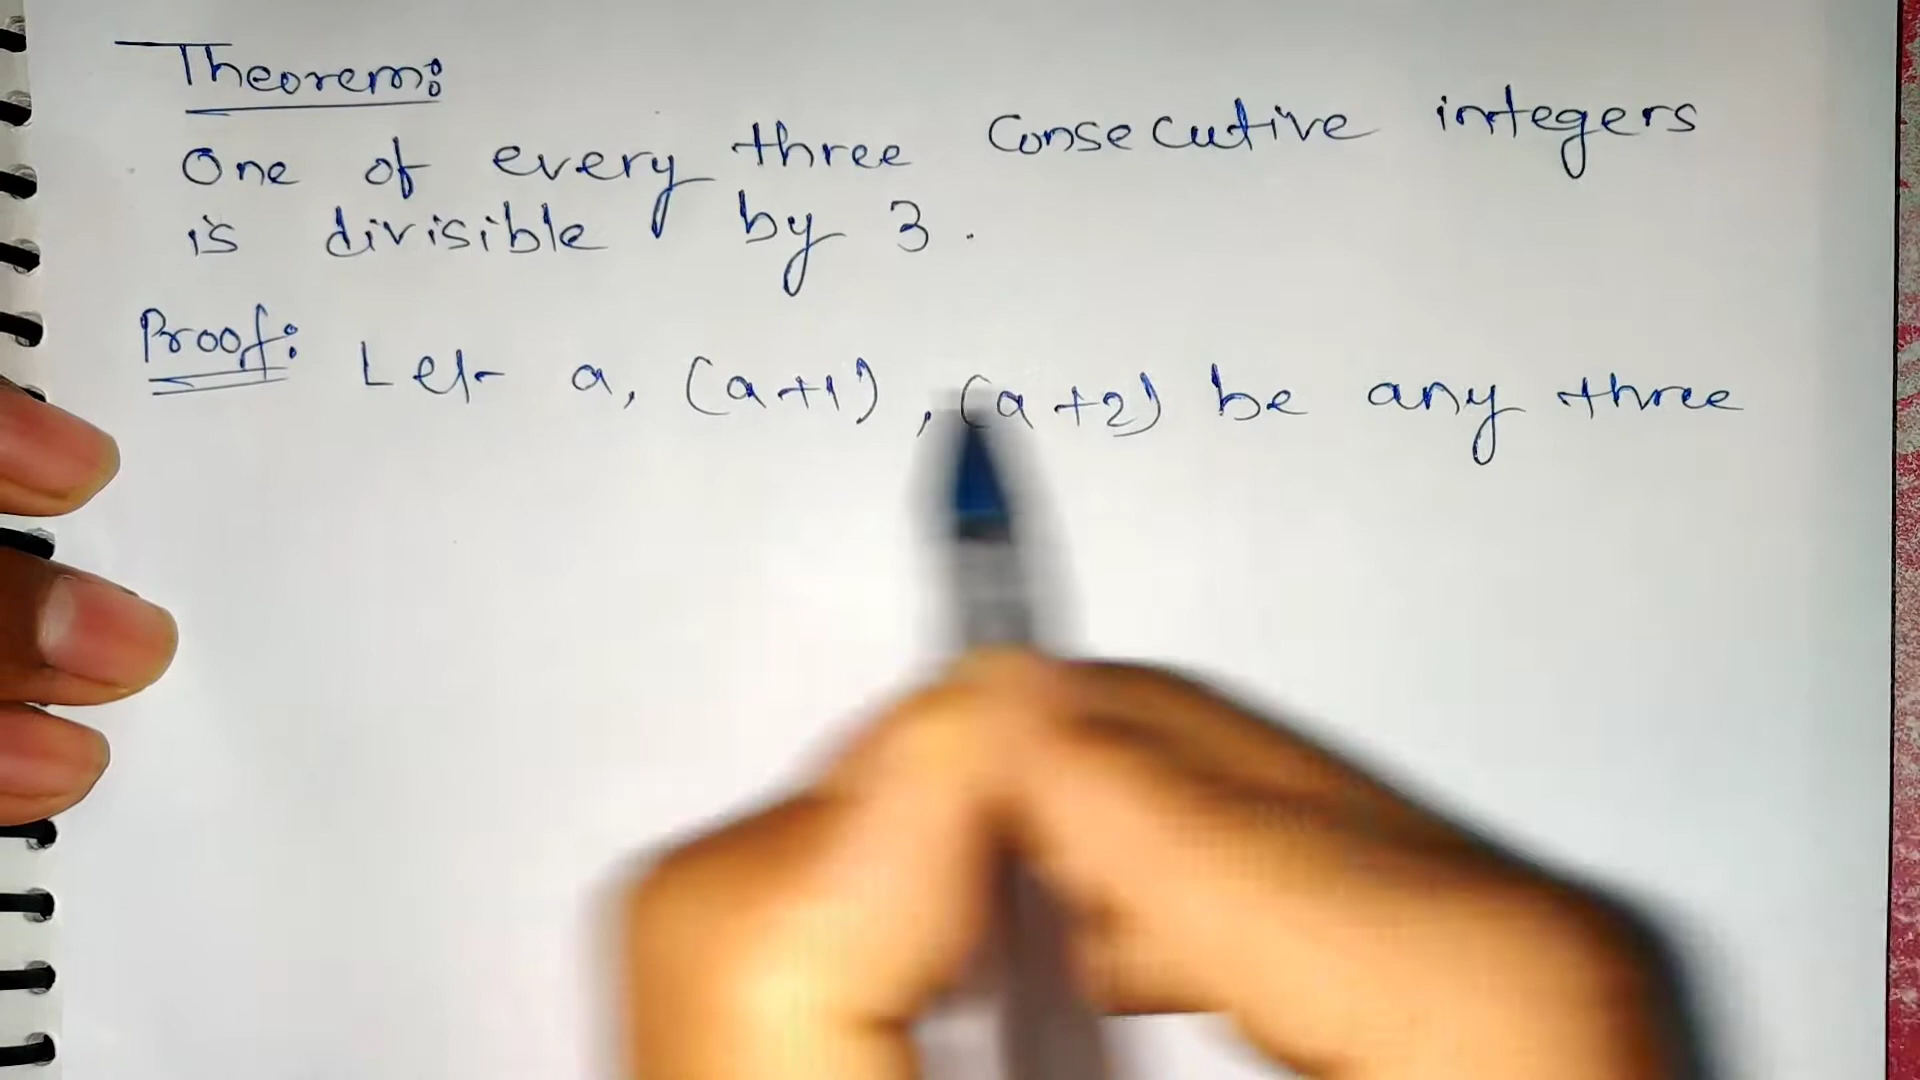 Theorem:
One of every three Consecutive integers
is divisible by 3.
Proof: Let a, (a+1), (a+2) be any three